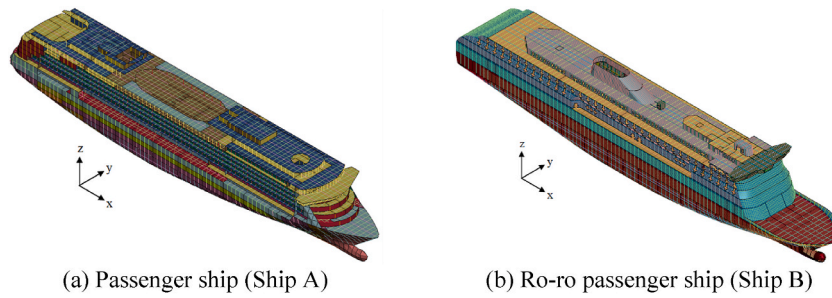 z
y
x
z
y
x
(a) Passenger ship (Ship A)
(b) Ro-ro passenger ship (Ship B)